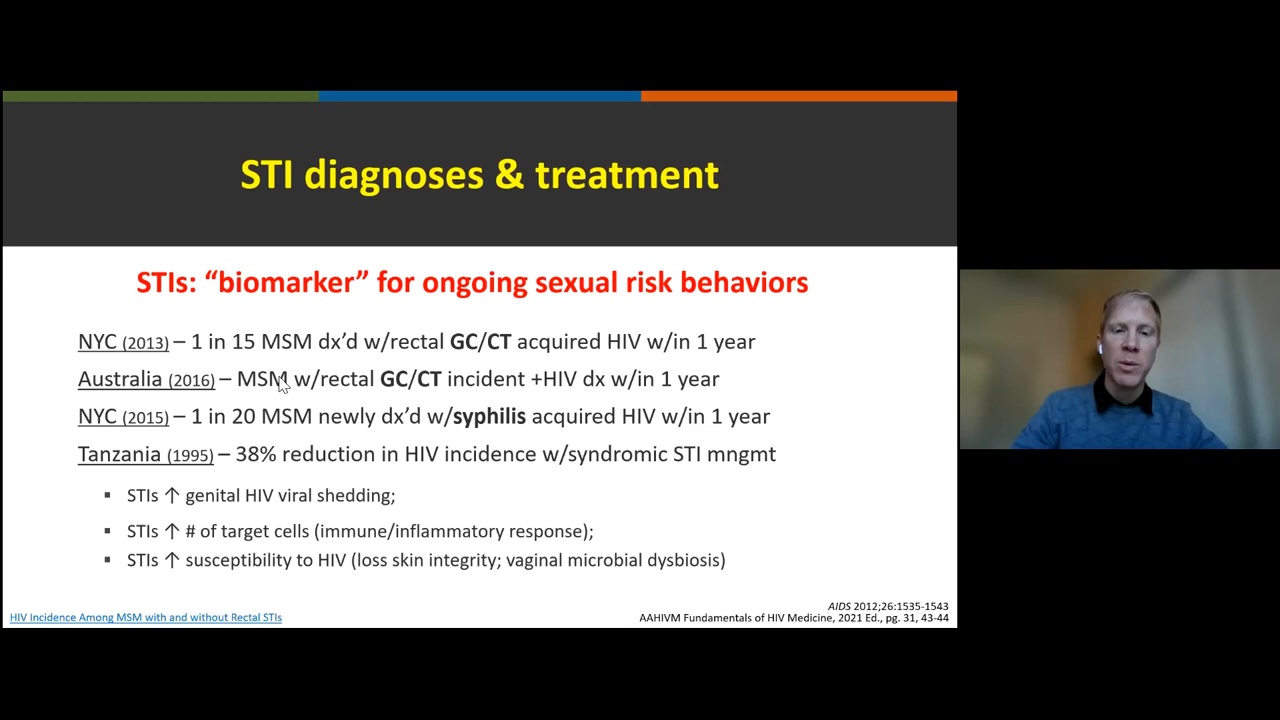 STI diagnoses & treatment
STIs: “biomarker” for ongoing sexual risk behaviors
NYC (2013) – 1 in 15 MSM dx’d w/rectal GC/CT acquired HIV w/in 1 year
Australia (2016) – MSM w/rectal GC/CT incident +HIV dx w/in 1 year
NYC (2015) – 1 in 20 MSM newly dx’d w/syphilis acquired HIV w/in 1 year
Tanzania (1995) – 38% reduction in HIV incidence w/syndromic STI mngmt
▪ STIs ↑ genital HIV viral shedding;
▪ STIs ↑ # of target cells (immune/inflammatory response);
▪ STIs ↑ susceptibility to HIV (loss skin integrity; vaginal microbial dysbiosis)
AIDS 2012;26:1535-1543
HIV Incidence Among MSM with and without Rectal STIs
AAHIVM Fundamentals of HIV Medicine, 2021 Ed., pg. 31, 43-44